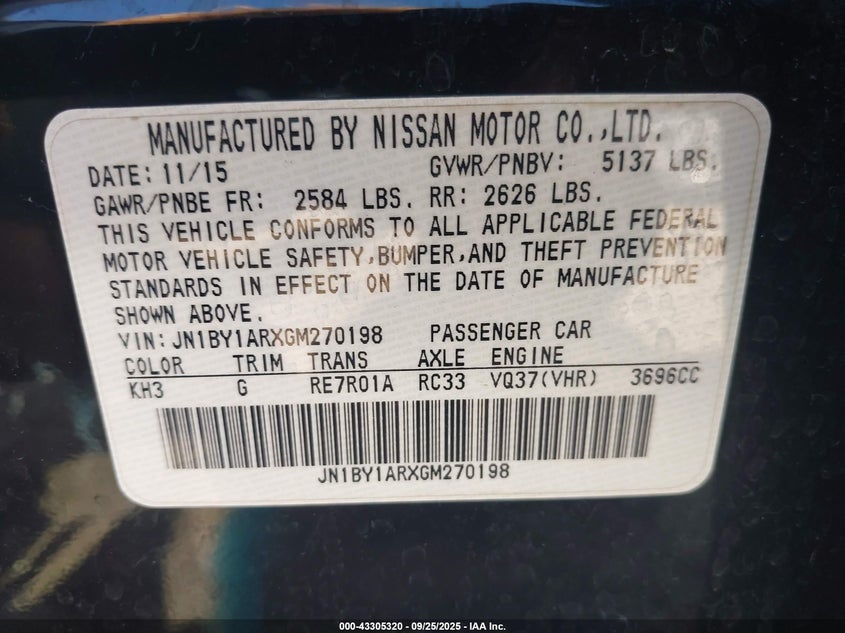 MANUFACTURED BY NISSAN MOTOR CO.,LTD.
DATE: 11/15 GVWR/PNBV: 5137 LBS.
GAWR/PNBE FR: 2584 LBS. RR: 2626 LBS.
THIS VEHICLE CONFORMS TO ALL APPLICABLE FEDERAL
MOTOR VEHICLE SAFETY,BUMPER,AND THEFT PREVENTION
STANDARDS IN EFFECT ON THE DATE OF MANUFACTURE
SHOWN ABOVE.
VIN: JN1BY1ARXGM270198 PASSENGER CAR
COLOR TRIM TRANS AXLE ENGINE
KH3 G RE7R01A RC33 VQ37(VHR) 3696CC
JN1BY1ARXGM270198
000-43305320 - 09/25/2025 - IAA Inc.